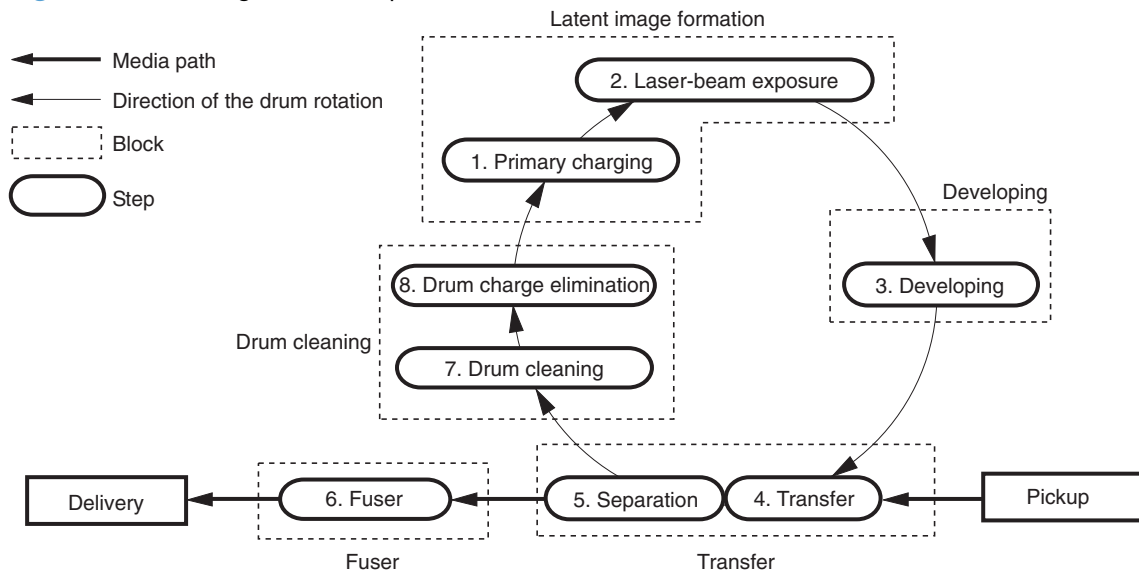 Latent image formation
Media path
2. Laser-beam exposure
Direction of the drum rotation
Block
1. Primary charging
Step
Developing
8. Drum charge elimination
3. Developing
Drum cleaning
7. Drum cleaning
Delivery
6. Fuser
5. Separation
4. Transfer
Pickup
Fuser
Transfer